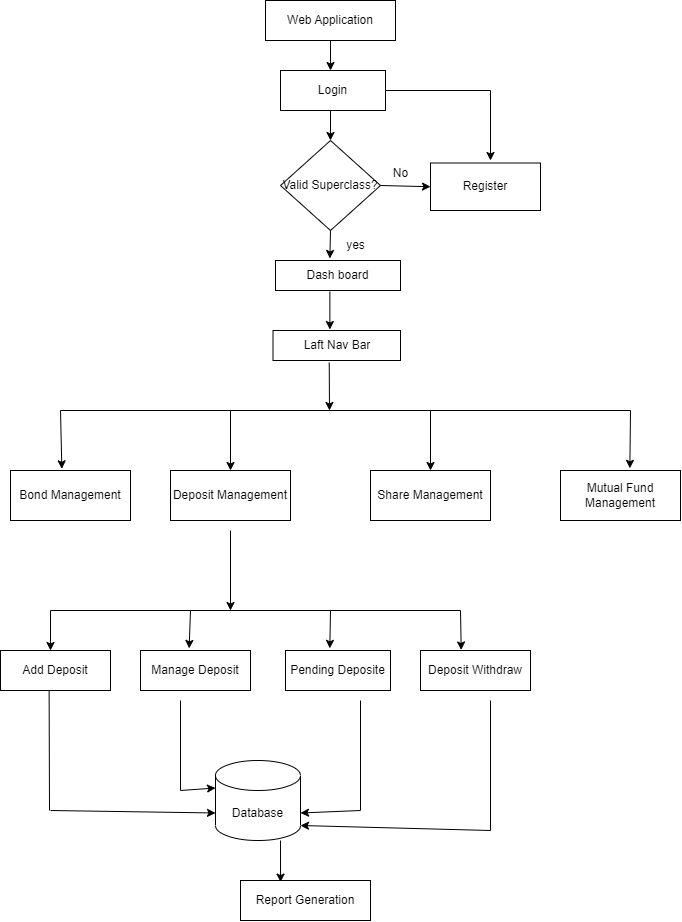 Web Application
Login
Valid Superclass?
No
Register
yes
Dash board
Laft Nav Bar
Bond Management
Deposit Management
Share Management
Mutual Fund
Management
Add Deposit
Manage Deposit
Pending Deposite
Deposit Withdraw
Database
Report Generation